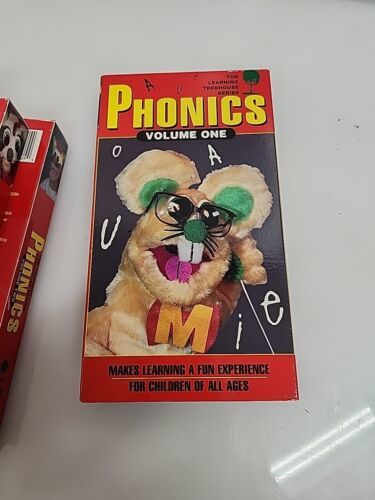 THE
LEARNING
TREEHOUSE
SERIES
A U C
PHONICS
VOLUME ONE
O A
U
M
i e
MAKES LEARNING A FUN EXPERIENCE
FOR CHILDREN OF ALL AGES
PHONICS